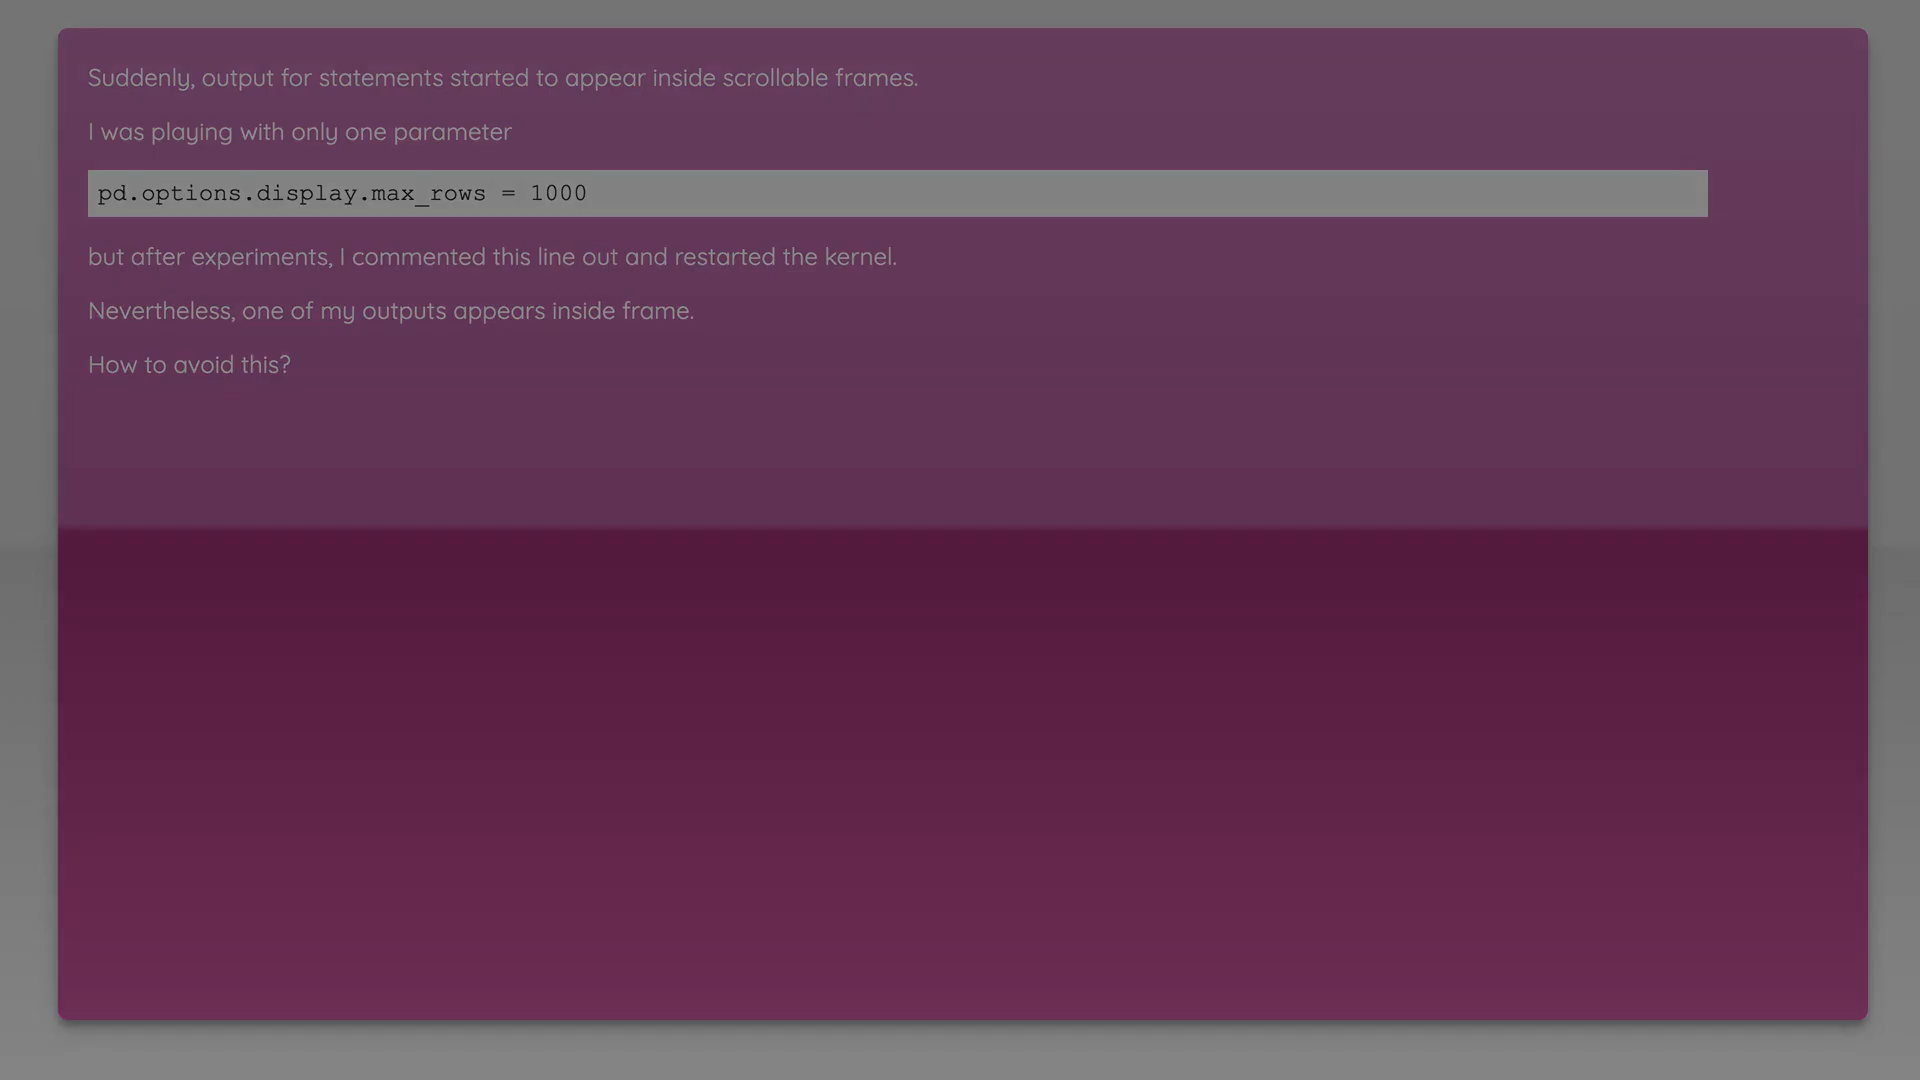 Suddenly, output for statements started to appear inside scrollable frames.
I was playing with only one parameter
pd.options.display.max_rows = 1000
but after experiments, I commented this line out and restarted the kernel.
Nevertheless, one of my outputs appears inside frame.
How to avoid this?